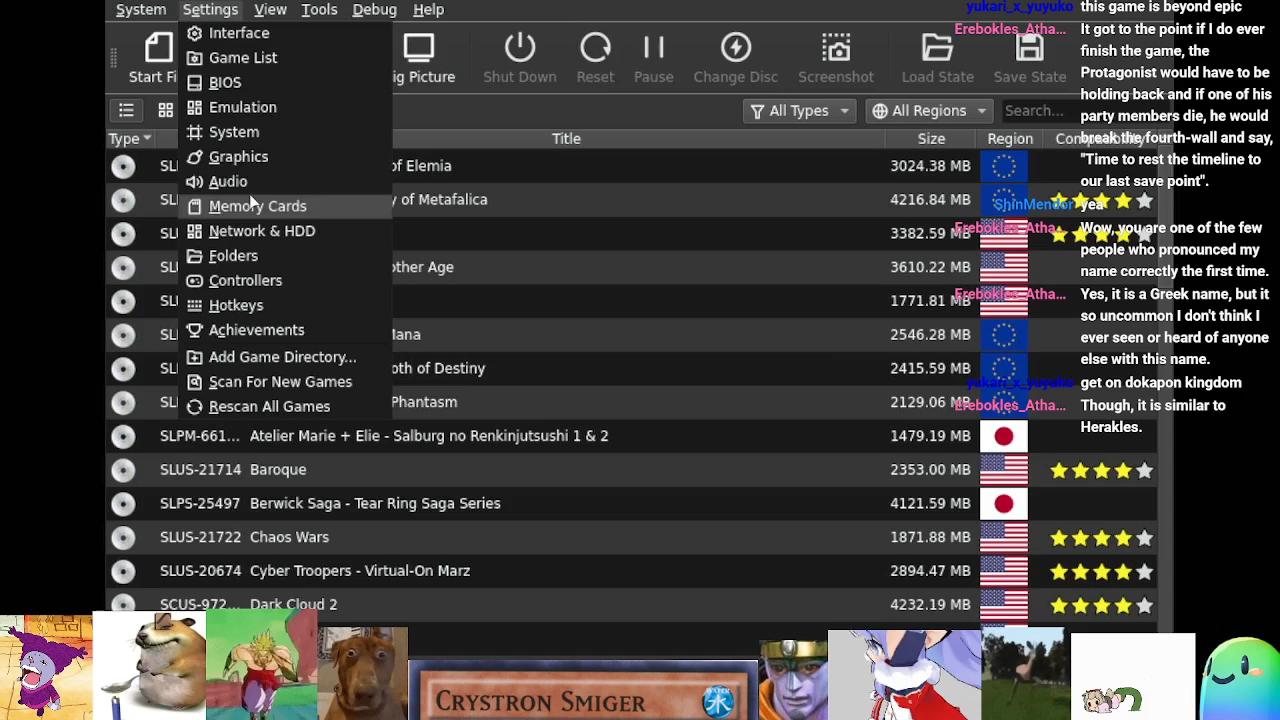 System Settings View Tools Debug Help
Start Fi
ig Picture
Shut Down
Reset
Pause
Change Disc
Screenshot
Load State
Save State
Interface
Game List
BIOS
Emulation
System
Graphics
Audio
Memory Cards
Network & HDD
Folders
Controllers
Hotkeys
Achievements
Add Game Directory...
Scan For New Games
Rescan All Games
All Types
All Regions
Search...
Type Title Size Region
SLP of Elemia 3024.38 MB
y of Metafalica 4216.84 MB
3382.59 MB
other Age 3610.22 MB
1771.81 MB
Mana 2546.28 MB
oth of Destiny 2415.59 MB
Phantasm 2129.06 MB
SLPM-661... Atelier Marie + Elie - Salburg no Renkinjutsushi 1 & 2 1479.19 MB
SLUS-21714 Baroque 2353.00 MB
SLPS-25497 Berwick Saga - Tear Ring Saga Series 4121.59 MB
SLUS-21722 Chaos Wars 1871.88 MB
SLUS-20674 Cyber Troopers - Virtual-On Marz 2894.47 MB
SCUS-972... Dark Cloud 2 4232.19 MB
yukari_x_yuyuko this game is beyond epic
Erebokles_Atha... It got to the point if I do ever
finish the game, the
Protagonist would have to be
holding back and if one of his
party members die, he would
break the fourth-wall and say,
"Time to rest the timeline to
our last save point".
ShinMendor yea
Erebokles_Atha... Wow, you are one of the few
people who pronounced my
name correctly the first time.
Erebokles_Atha... Yes, it is a Greek name, but it
so uncommon I don't think I
ever seen or heard of anyone
else with this name.
yukari_x_yuyuko get on dokapon kingdom
Erebokles_Atha... Though, it is similar to
Herakles.
CRYSTRON SMIGER
WATER
水